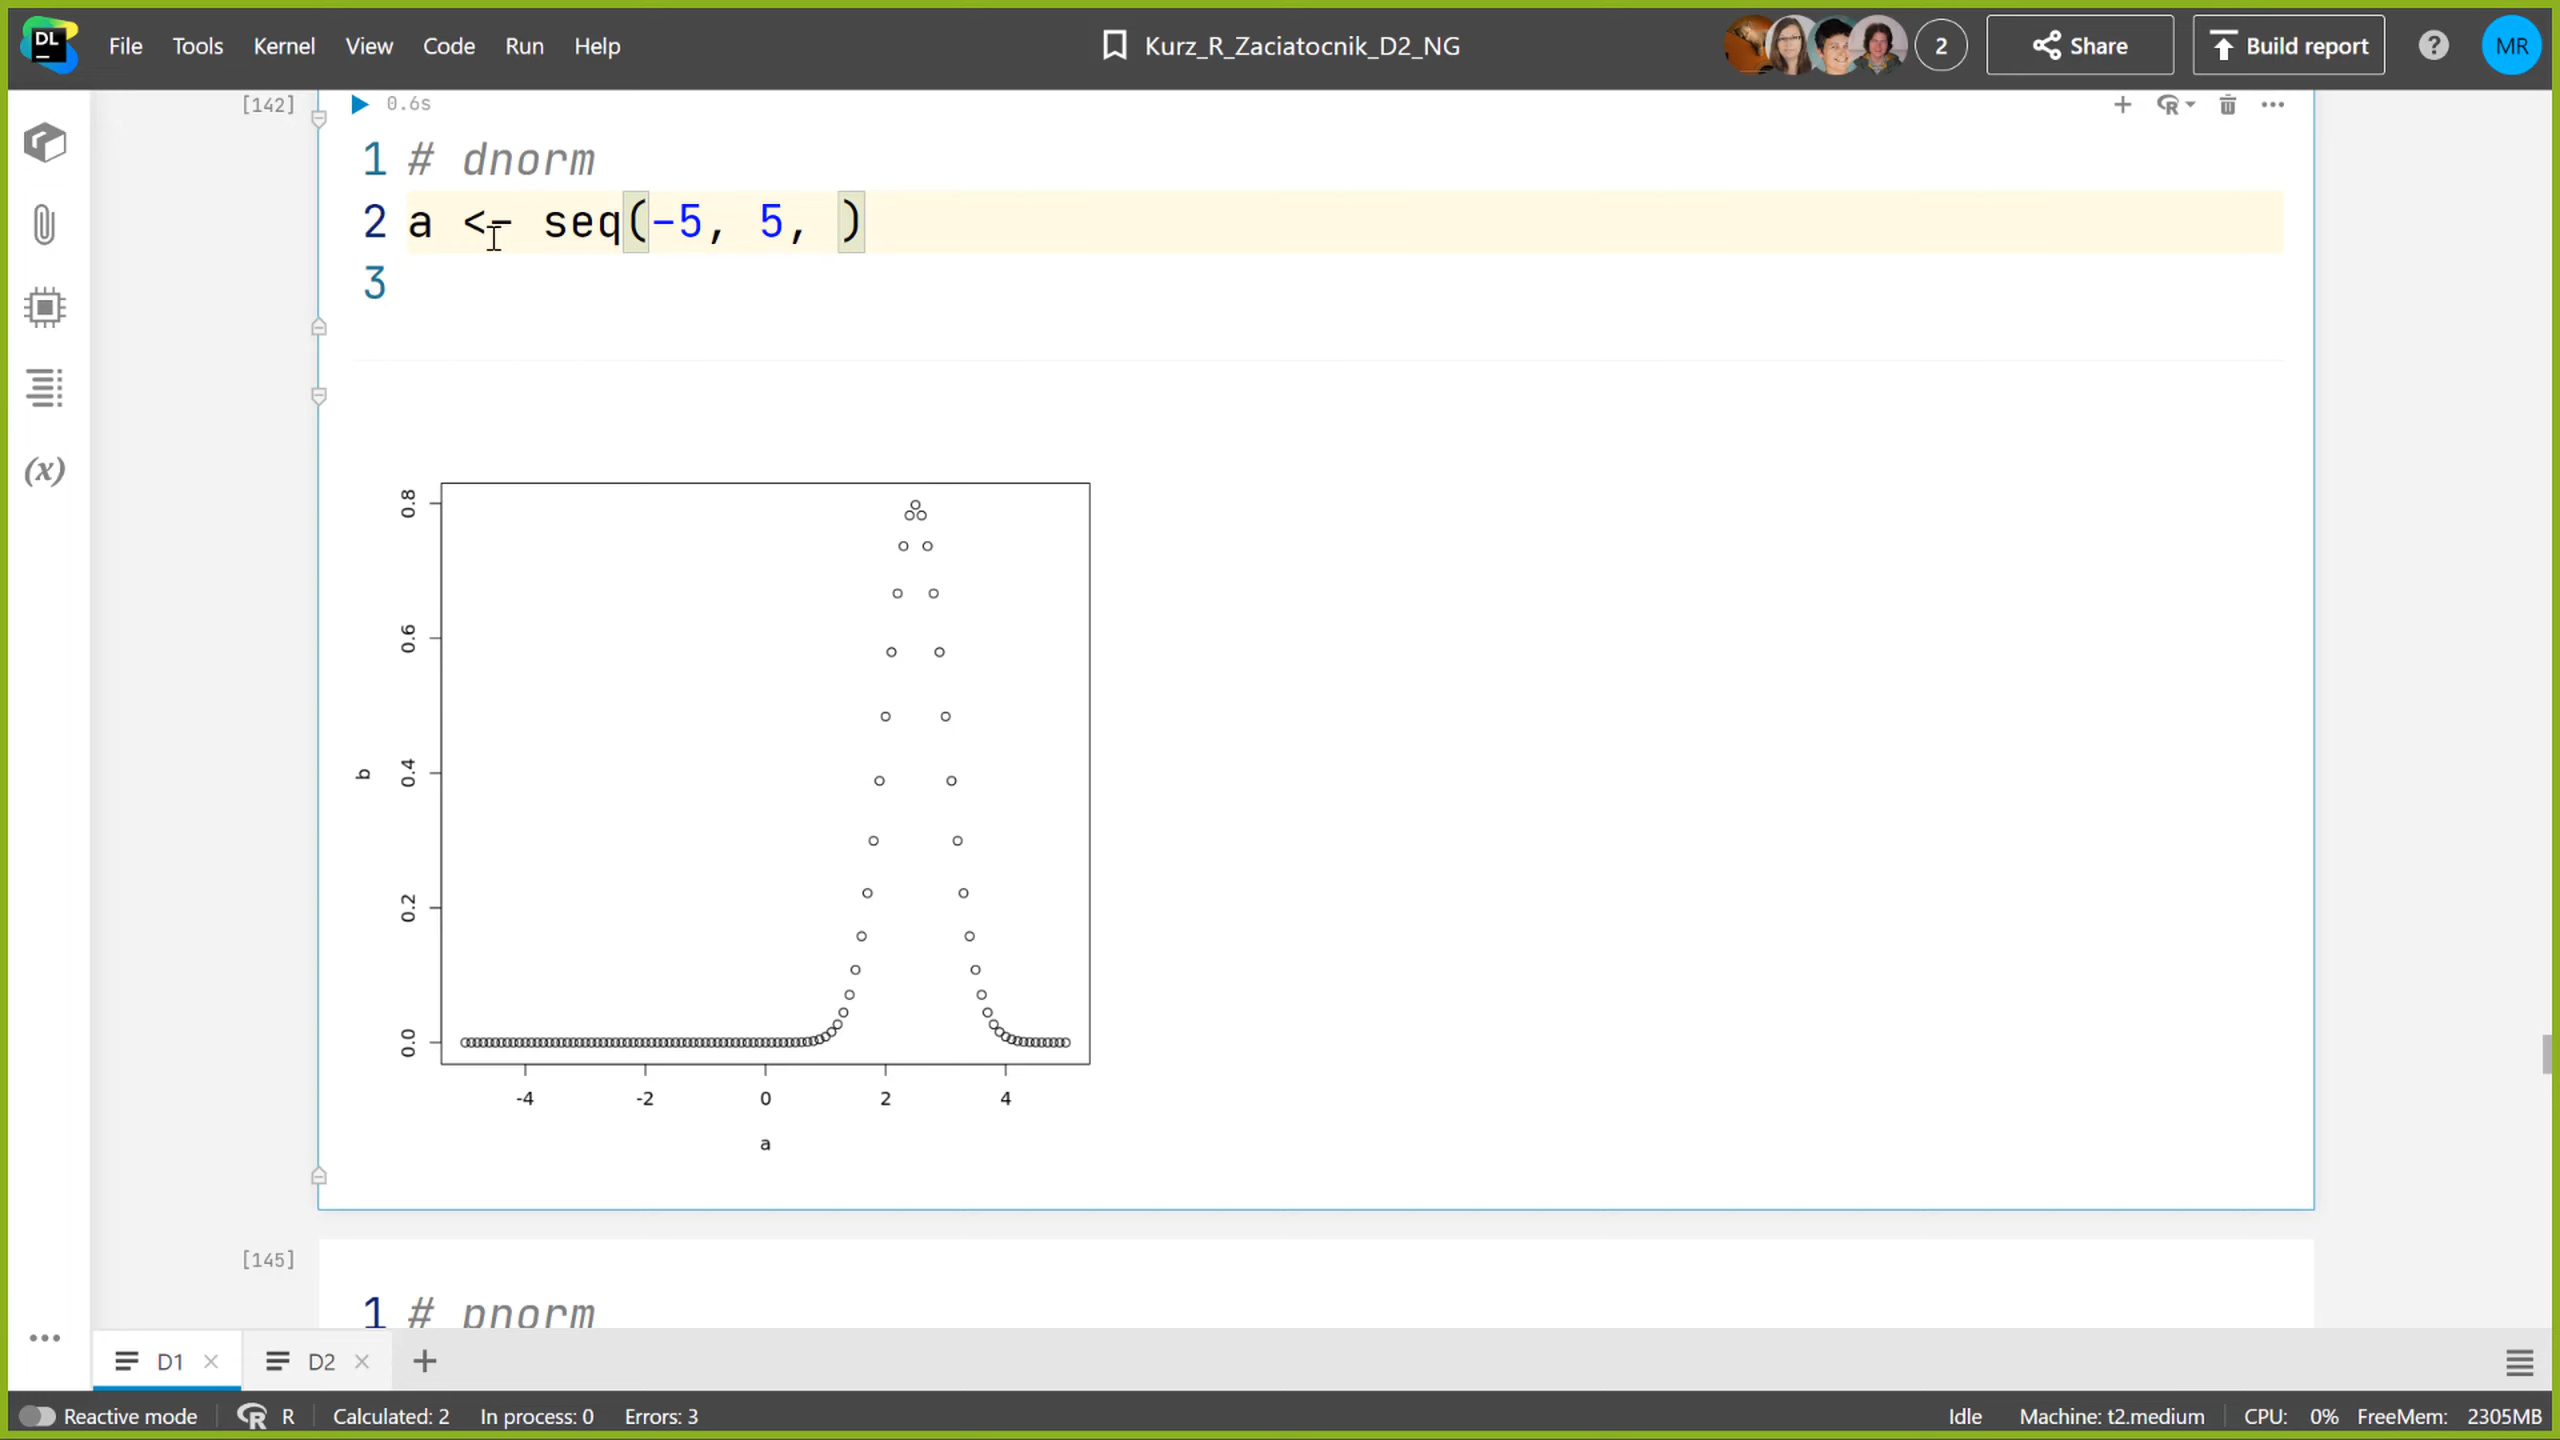 DL
File Tools Kernel View Code Run Help
Kurz_R_Zaciatocnik_D2_NG
2
Share
Build report
?
MR
[142]
0.6s
R
1 # dnorm
2 a <- seq(-5, 5, )
3
0.8
0.6
0.4
0.2
0.0
b
-4 -2 0 2 4
a
[145]
1 # pnorm
(x)
D1
D2
Reactive mode
R R
Calculated: 2
In process: 0
Errors: 3
Idle
Machine: t2.medium
CPU: 0%
FreeMem: 2305MB